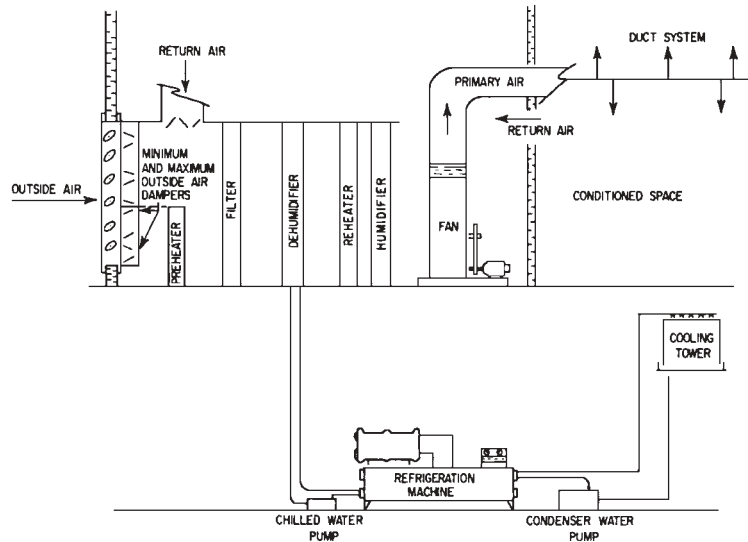 RETURN AIR
DUCT SYSTEM
PRIMARY AIR
RETURN AIR
MINIMUM
AND MAXIMUM
OUTSIDE AIR
DAMPERS
OUTSIDE AIR
PREHEATER
FILTER
DEHUMIDIFIER
REHEATER
HUMIDIFIER
FAN
CONDITIONED SPACE
COOLING
TOWER
REFRIGERATION
MACHINE
CHILLED WATER
PUMP
CONDENSER WATER
PUMP